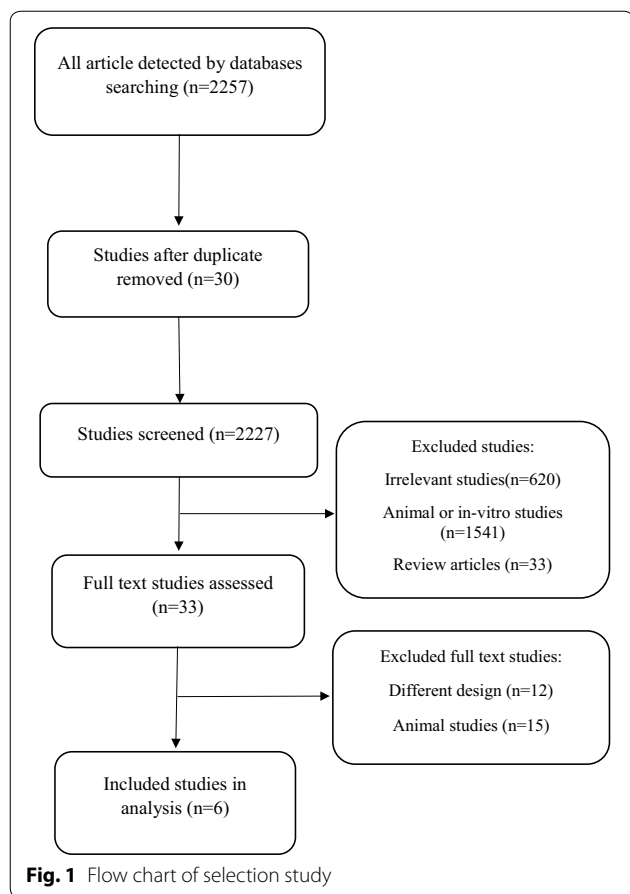 All article detected by databases
searching (n=2257)
Studies after duplicate
removed (n=30)
Studies screened (n=2227)
Excluded studies:
Irrelevant studies(n=620)
Animal or in-vitro studies
(n=1541)
Review articles (n=33)
Full text studies assessed
(n=33)
Excluded full text studies:
Different design (n=12)
Animal studies (n=15)
Included studies in
analysis (n=6)
Fig. 1 Flow chart of selection study